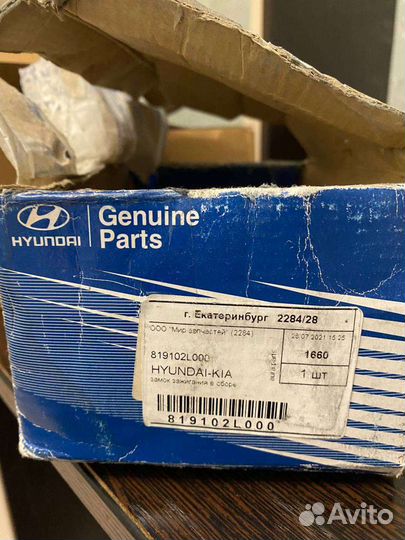 HYUNDAI
Genuine
Parts
г. Екатеринбург 2284/28
ООО "Мир запчастей" (2284)
28.07.2021 15:25
819102L000
1660
HYUNDAI-KIA
1 шт
замок зажигания в сборе
819102L000
Avito